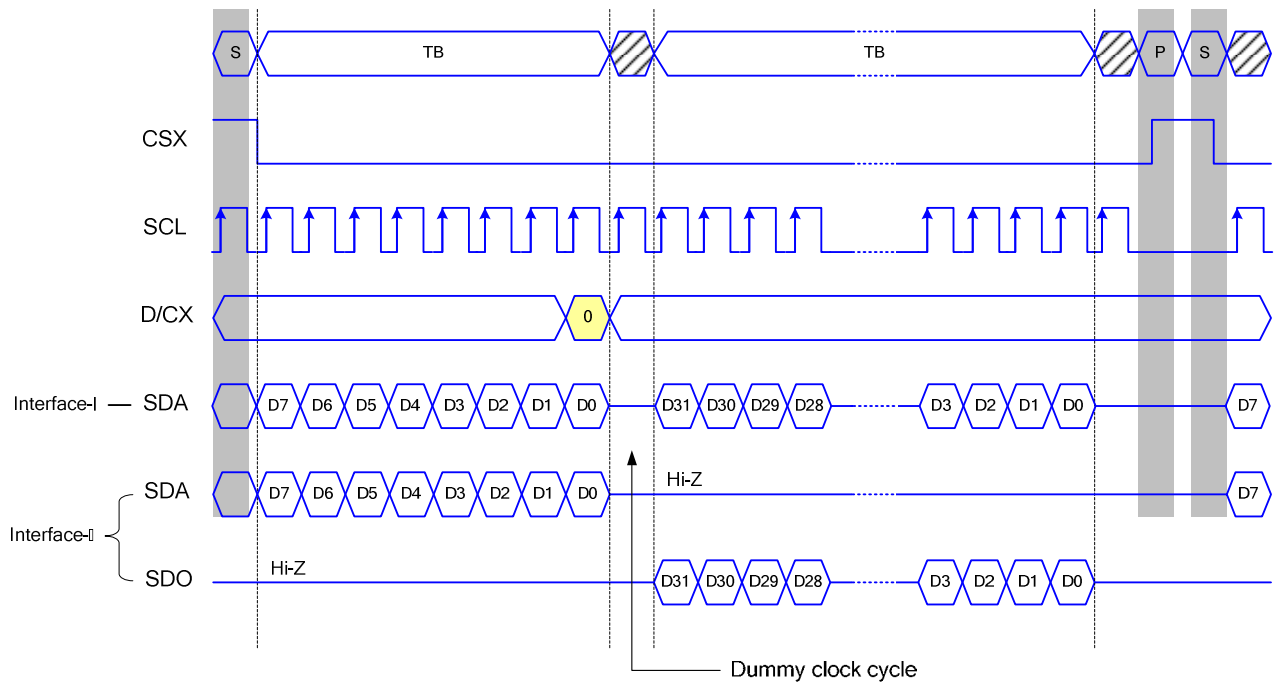 S TB TB P S
CSX
SCL
D/CX 0
Interface-I SDA D7 D6 D5 D4 D3 D2 D1 D0 D31 D30 D29 D28 D3 D2 D1 D0 D7
SDA D7 D6 D5 D4 D3 D2 D1 D0 Hi-Z D7
Interface-
SDO Hi-Z D31 D30 D29 D28 D3 D2 D1 D0
Dummy clock cycle